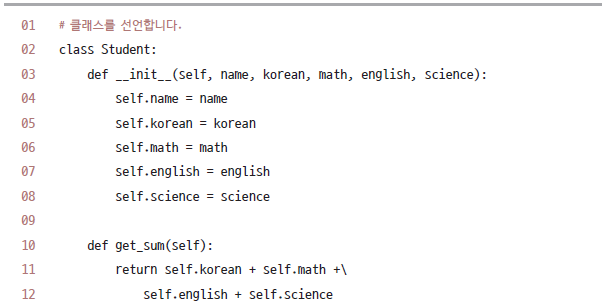 01 # 클래스를 선언합니다.
02 class Student:
03     def __init__(self, name, korean, math, english, science):
04         self.name = name
05         self.korean = korean
06         self.math = math
07         self.english = english
08         self.science = science
09
10     def get_sum(self):
11         return self.korean + self.math +\
12             self.english + self.science